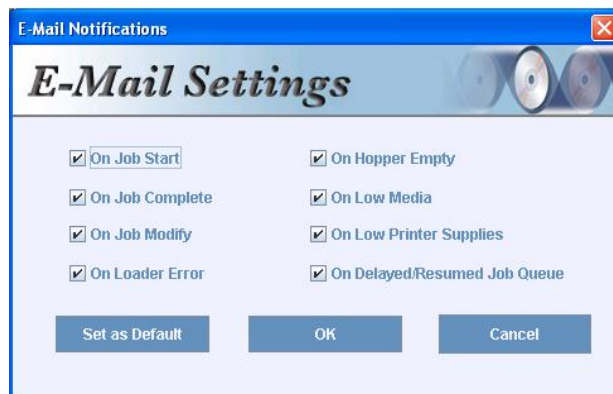 E-Mail Notifications
E-Mail Settings
On Job Start
On Hopper Empty
On Job Complete
On Low Media
On Job Modify
On Low Printer Supplies
On Loader Error
On Delayed/Resumed Job Queue
Set as Default
OK
Cancel